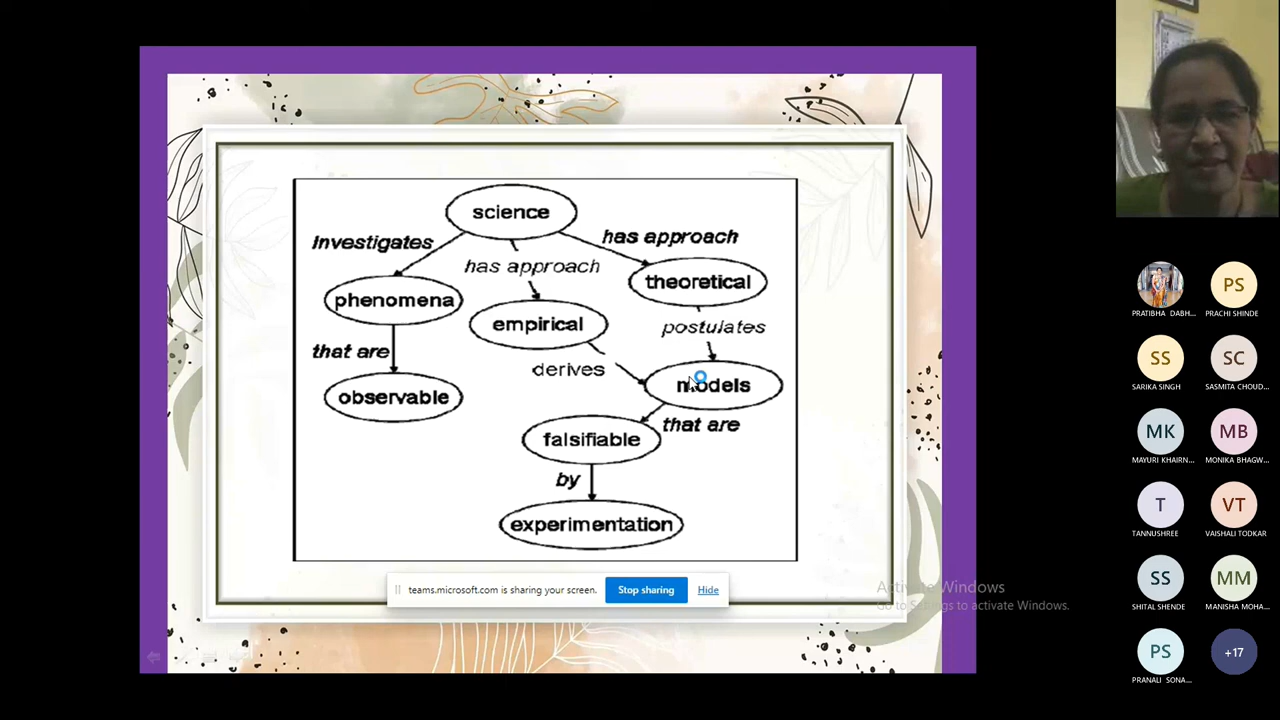 science
investigates
has approach
has approach
phenomena
empirical
theoretical
that are
derives
postulates
observable
models
falsifiable
that are
by
experimentation
teams.microsoft.com is sharing your screen.
Stop sharing
Hide
Activate Windows
Go to Settings to activate Windows.
PRATIBHA DABH...
PS
PRACHI SHINDE
SS
SARIKA SINGH
SC
SASMITA CHOUD...
MK
MAYURI KHAIRN...
MB
MONIKA BHAGW...
T
TANNUSHREE
VT
VAISHALI TODKAR
SS
SHITAL SHENDE
MM
MANISHA MOHA...
PS
PRANALI SONA...
+17